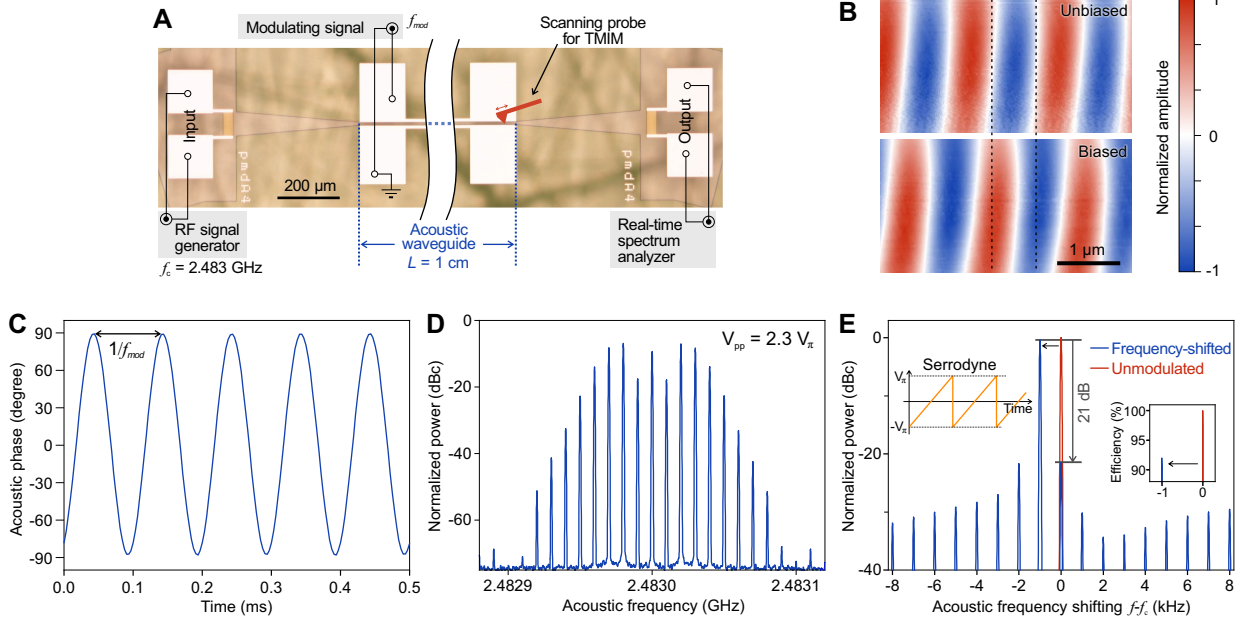 A
Modulating signal
f_mod
Scanning probe
for TMIM
Input
Output
pmdA4
pmdA4
200 µm
RF signal
generator
f_c = 2.483 GHz
Acoustic
waveguide
L = 1 cm
Real-time
spectrum
analyzer
B
Unbiased
Biased
1 µm
1
0
-1
Normalized amplitude
C
Acoustic phase (degree)
90
60
30
0
-30
-60
-90
1/f_mod
0.0
0.1
0.2
0.3
0.4
0.5
Time (ms)
D
Normalized power (dBc)
0
-20
-40
-60
V_pp = 2.3 V_π
2.4829
2.4830
2.4831
Acoustic frequency (GHz)
E
Normalized power (dBc)
0
-10
-20
-30
-40
Frequency-shifted
Unmodulated
Serrodyne
V_π
-V_π
Time
21 dB
Efficiency (%)
100
95
90
-1
0
-8
-6
-4
-2
0
2
4
6
8
Acoustic frequency shifting f-f_c (kHz)